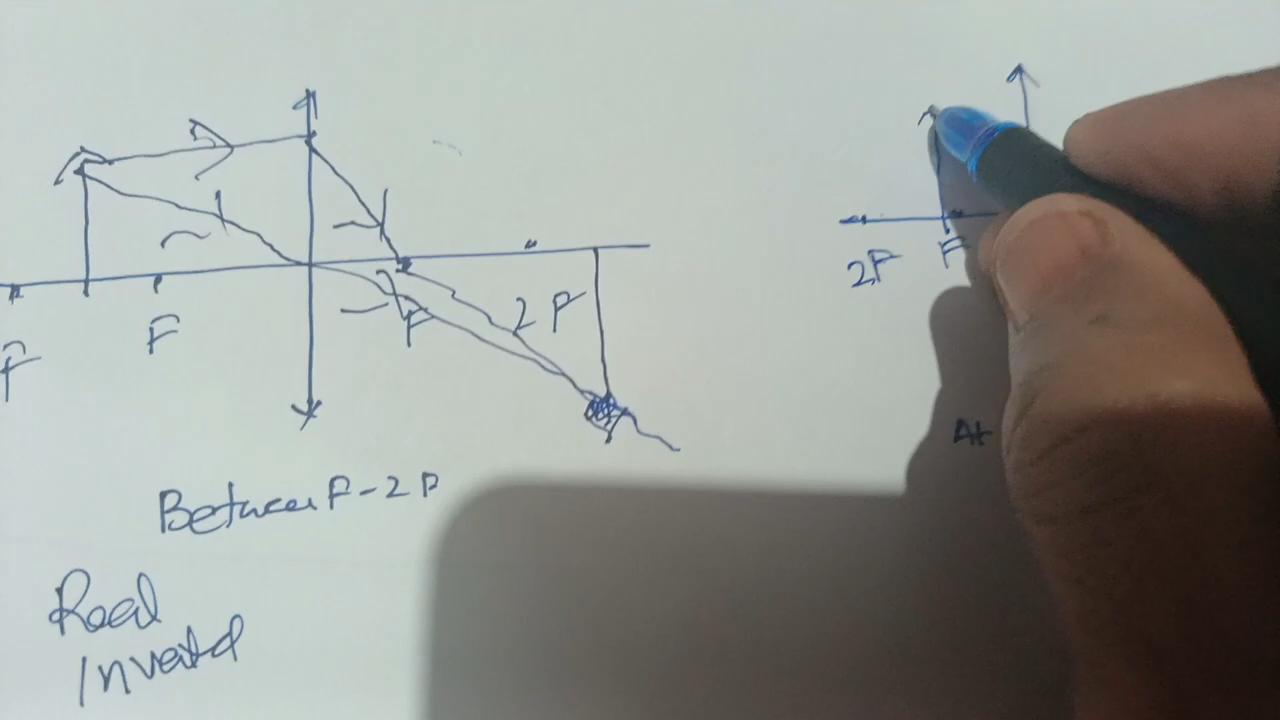 2F F
F F F 2F
At
Between F-2F
Real
Inverted